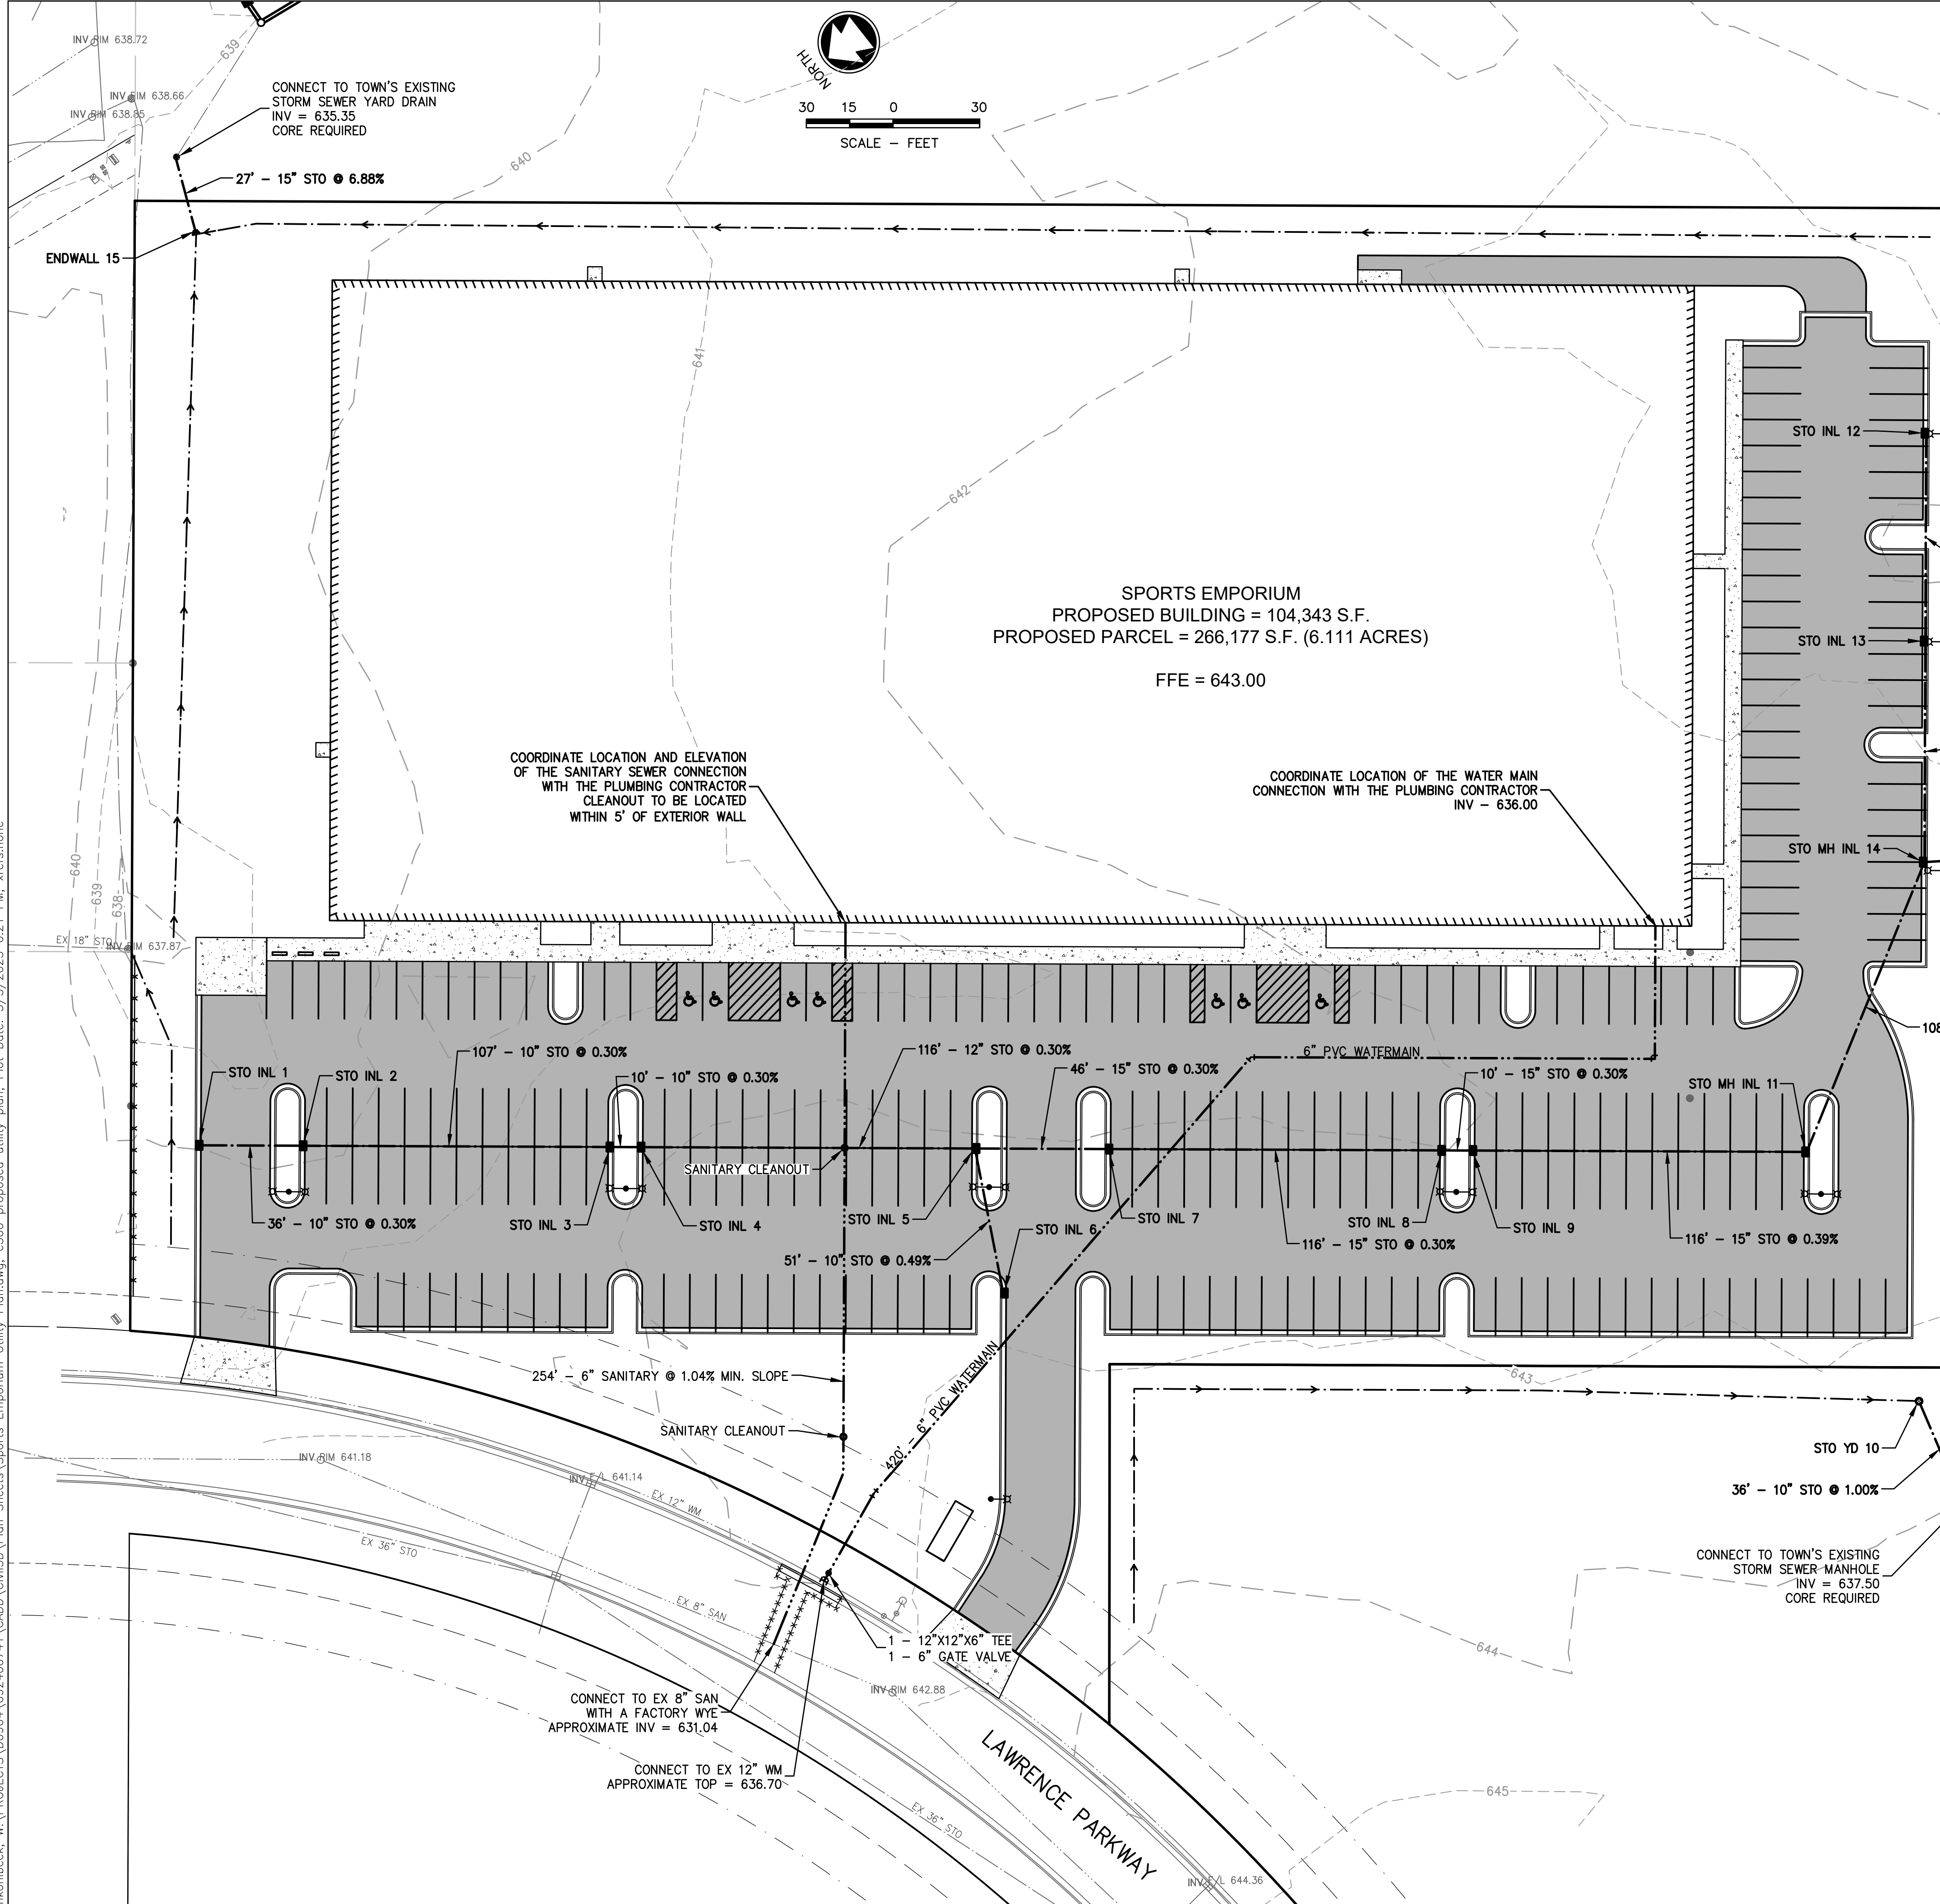 INV RIM 638.72
639
INV RIM 638.66
INV RIM 638.85
CONNECT TO TOWN'S EXISTING
STORM SEWER YARD DRAIN
INV = 635.35
CORE REQUIRED
NORTH
30 15 0 30
SCALE – FEET
640
27' – 15" STO @ 6.88%
ENDWALL 15
641
642
STO INL 12
SPORTS EMPORIUM
PROPOSED BUILDING = 104,343 S.F.
PROPOSED PARCEL = 266,177 S.F. (6.111 ACRES)
FFE = 643.00
STO INL 13
COORDINATE LOCATION AND ELEVATION
OF THE SANITARY SEWER CONNECTION
WITH THE PLUMBING CONTRACTOR
CLEANOUT TO BE LOCATED
WITHIN 5' OF EXTERIOR WALL
COORDINATE LOCATION OF THE WATER MAIN
CONNECTION WITH THE PLUMBING CONTRACTOR
INV – 636.00
STO MH INL 14
640
639
638
EX 18" STO
INV RIM 637.87
108
107' – 10" STO @ 0.30%
116' – 12" STO @ 0.30%
6" PVC WATERMAIN
STO INL 1
STO INL 2
10' – 10" STO @ 0.30%
46' – 15" STO @ 0.30%
10' – 15" STO @ 0.30%
STO MH INL 11
SANITARY CLEANOUT
36' – 10" STO @ 0.30%
STO INL 3
STO INL 4
STO INL 5
STO INL 6
STO INL 7
STO INL 8
STO INL 9
51' – 10" STO @ 0.49%
116' – 15" STO @ 0.30%
116' – 15" STO @ 0.39%
254' – 6" SANITARY @ 1.04% MIN. SLOPE
420' – 6" PVC WATERMAIN
643
SANITARY CLEANOUT
STO YD 10
36' – 10" STO @ 1.00%
INV RIM 641.18
INV E/L 641.14
EX 12" WM
EX 36" STO
EX 8" SAN
CONNECT TO TOWN'S EXISTING
STORM SEWER MANHOLE
INV = 637.50
CORE REQUIRED
1 – 12"X12"X6" TEE
1 – 6" GATE VALVE
644
INV RIM 642.88
CONNECT TO EX 8" SAN
WITH A FACTORY WYE
APPROXIMATE INV = 631.04
CONNECT TO EX 12" WM
APPROXIMATE TOP = 636.70
LAWRENCE PARKWAY
645
EX 36" STO
INV E/L 644.36